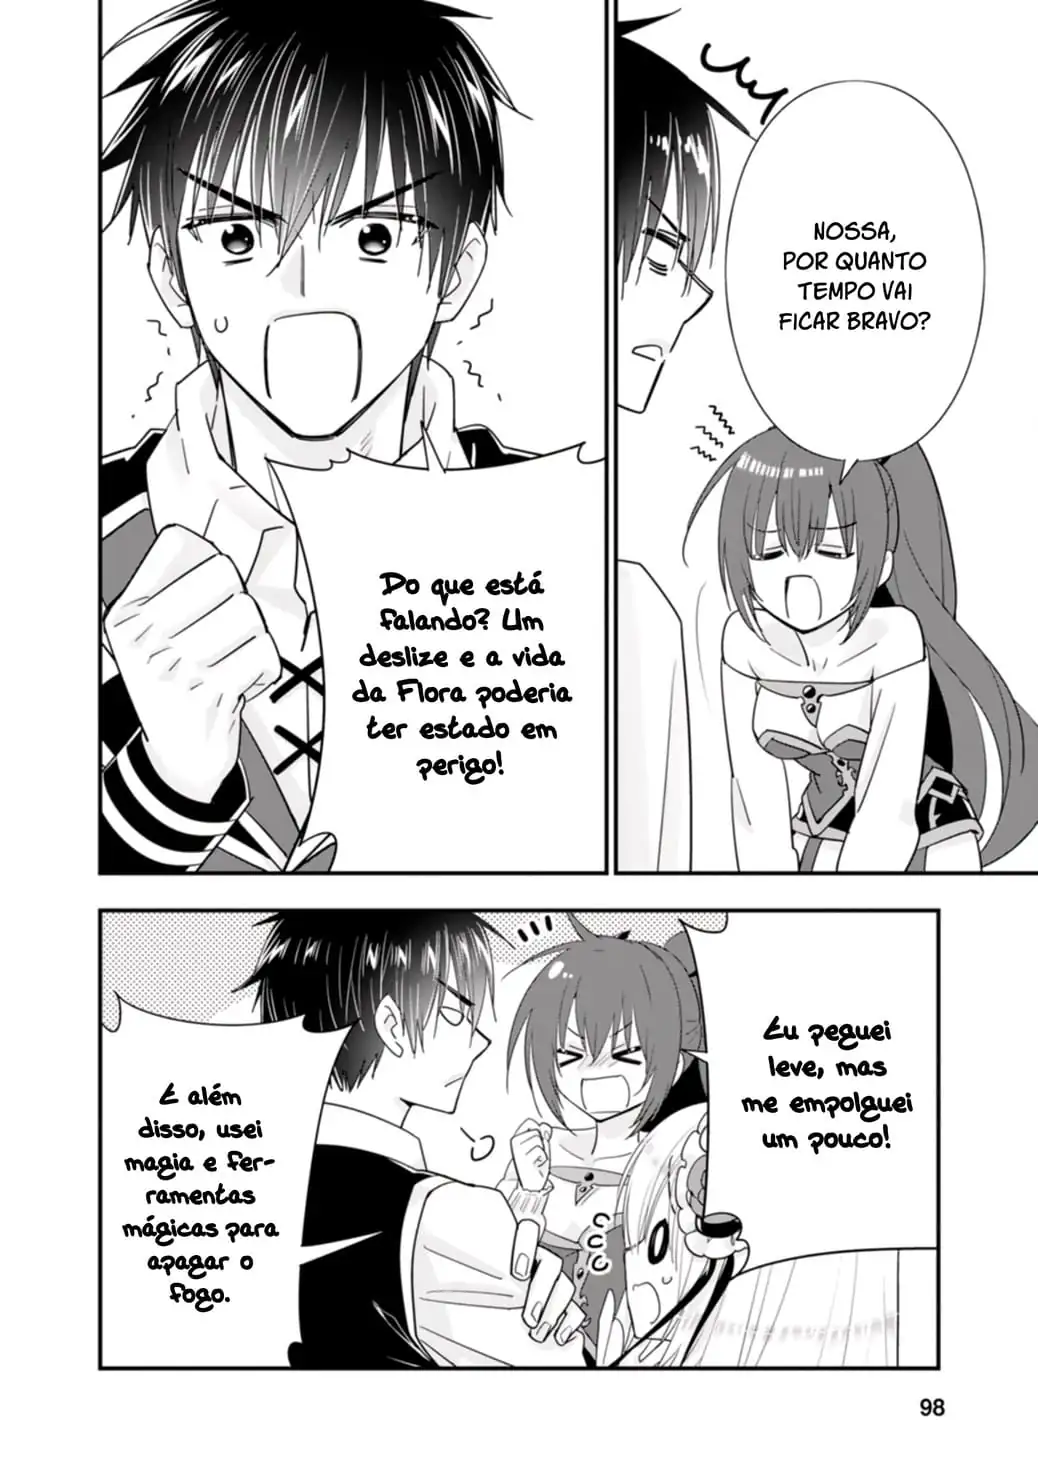 NOSSA,
POR QUANTO
TEMPO VAI
FICAR BRAVO?
Do que está
falando? Um
deslize e a vida
da Flora poderia
ter estado em
perigo!
Eu peguei
leve, mas
me empolguei
um pouco!
E além
disso, usei
magia e fer-
ramentas
mágicas para
apagar o
fogo.
98